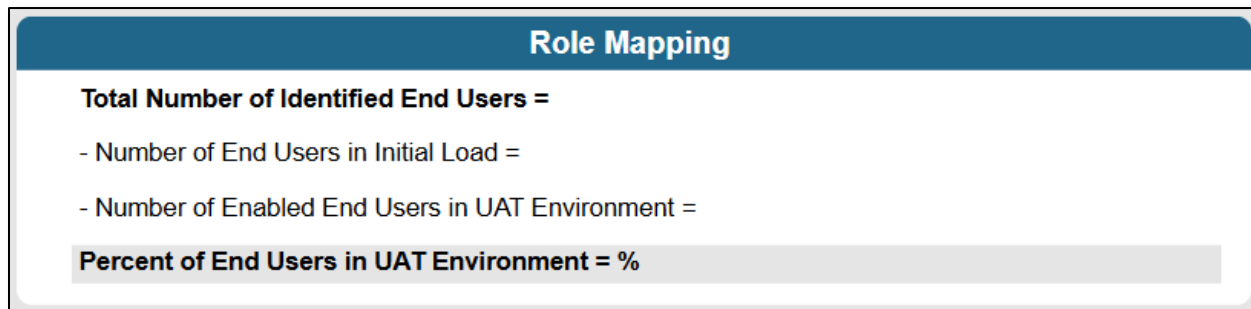 Role Mapping
Total Number of Identified End Users =
- Number of End Users in Initial Load =
- Number of Enabled End Users in UAT Environment =
Percent of End Users in UAT Environment = %